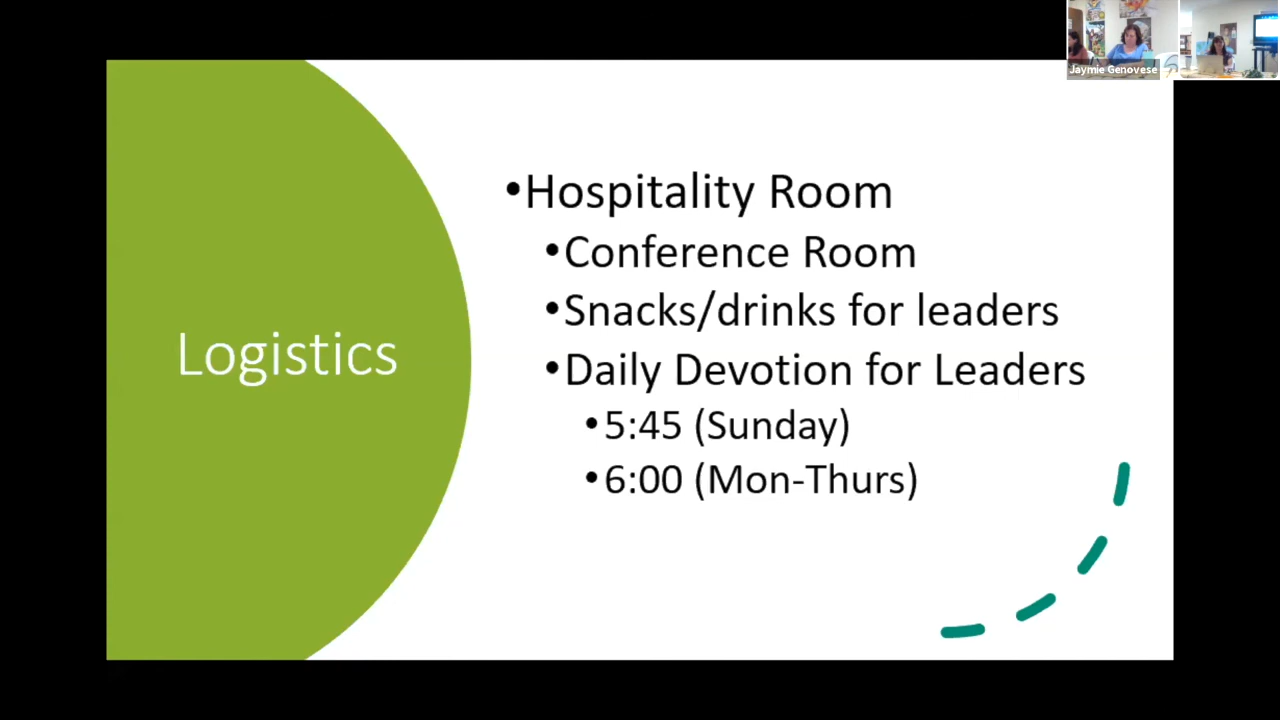 Jaymie Genovese
Logistics
•Hospitality Room
•Conference Room
•Snacks/drinks for leaders
•Daily Devotion for Leaders
•5:45 (Sunday)
•6:00 (Mon-Thurs)